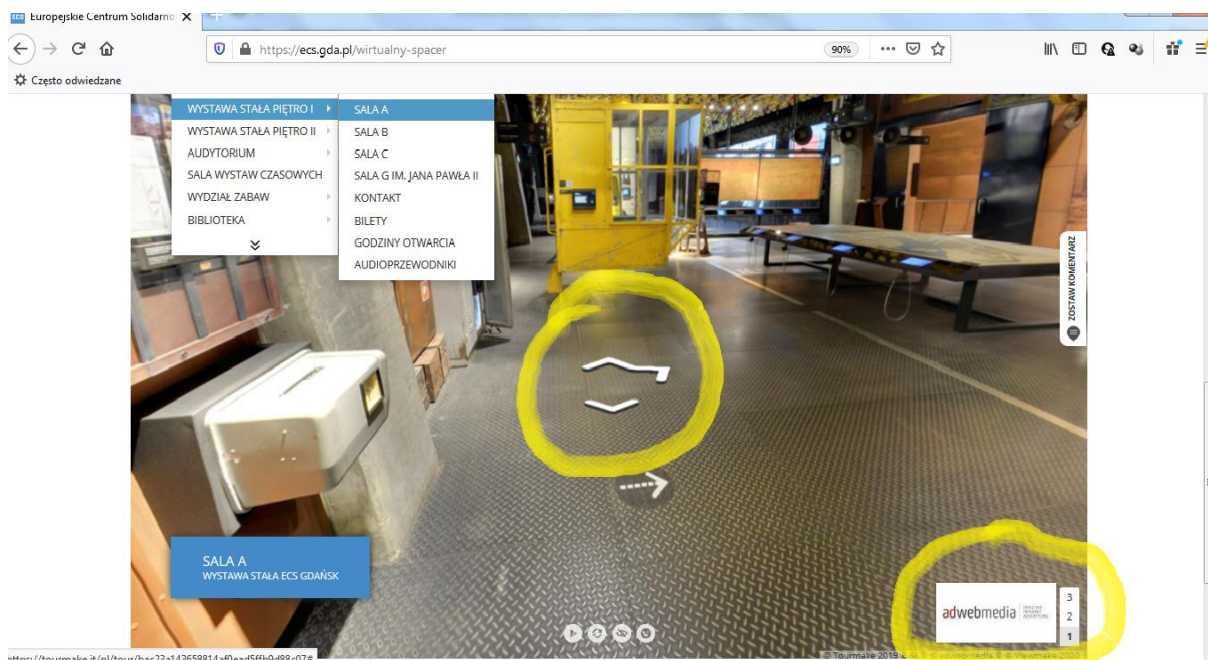 ECS Europejskie Centrum Solidarno
https://ecs.gda.pl/wirtualny-spacer
90%
Często odwiedzane
WYSTAWA STAŁA PIĘTRO I
WYSTAWA STAŁA PIĘTRO II
AUDYTORIUM
SALA WYSTAW CZASOWYCH
WYDZIAŁ ZABAW
BIBLIOTEKA
SALA A
SALA B
SALA C
SALA G IM. JANA PAWŁA II
KONTAKT
BILETY
GODZINY OTWARCIA
AUDIOPRZEWODNIKI
ZOSTAW KOMENTARZ
SALA A
WYSTAWA STAŁA ECS GDAŃSK
adwebmedia
3
2
1
© Tourmake 2019
© Viewmake 2020